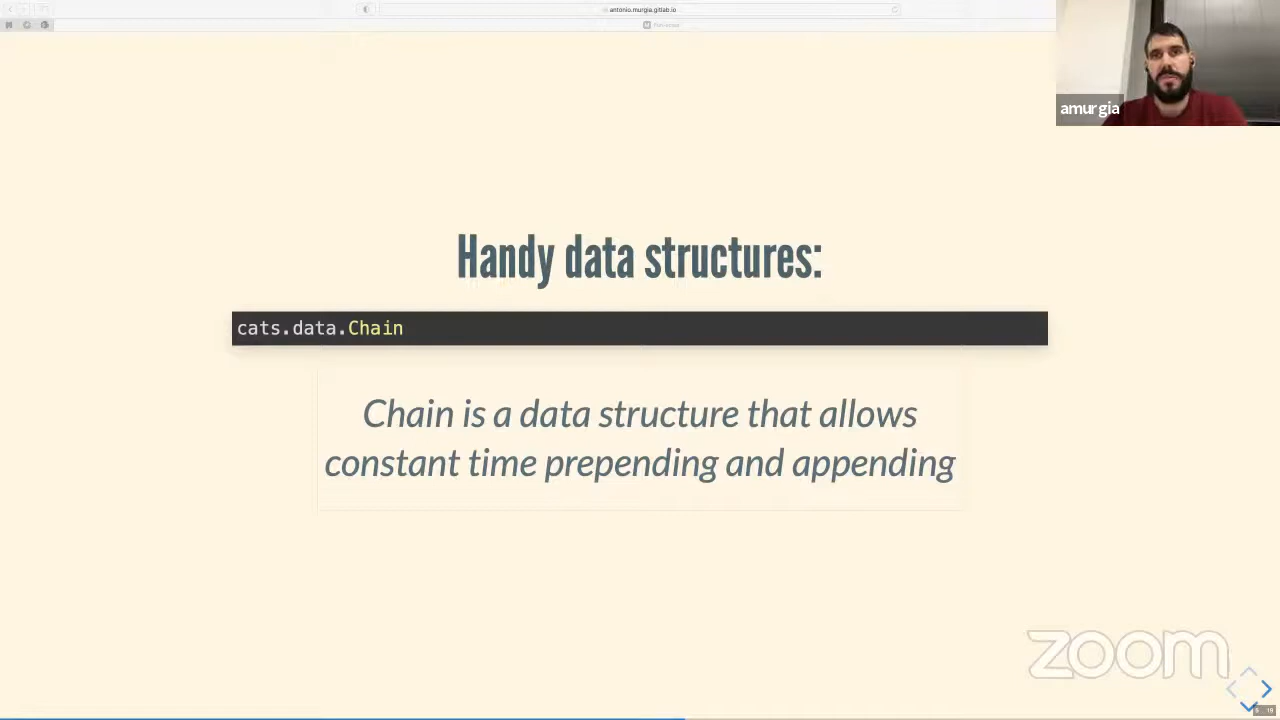 antonio.murgia.gitlab.io
amurgia
Handy data structures:
cats.data.Chain
Chain is a data structure that allows
constant time prepending and appending
zoom